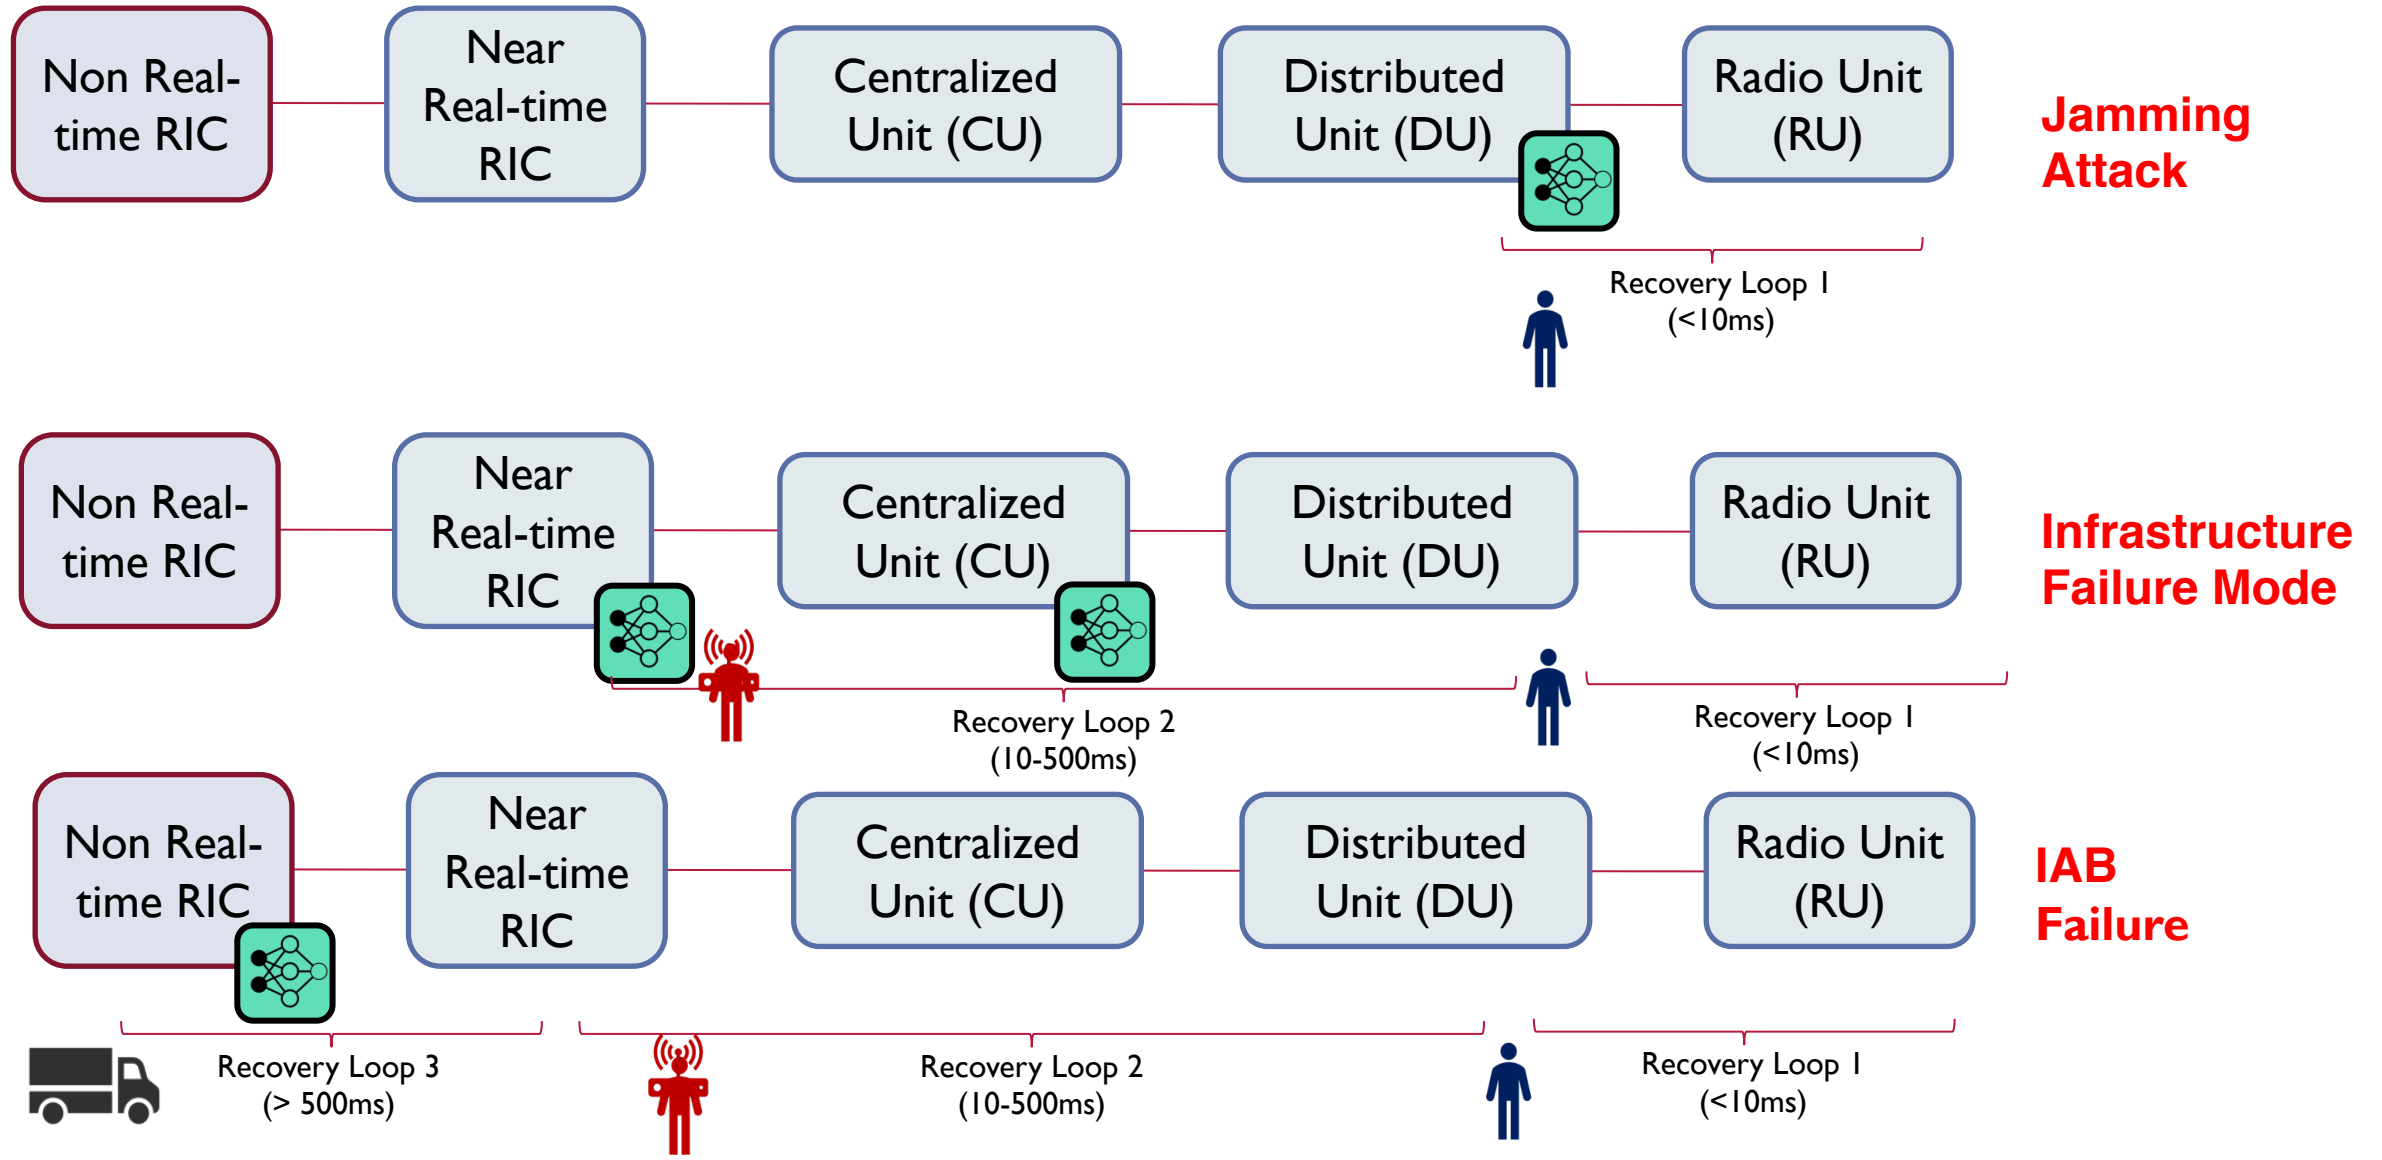 Non Real-
time RIC
Near
Real-time
RIC
Centralized
Unit (CU)
Distributed
Unit (DU)
Radio Unit
(RU)
Jamming
Attack
Recovery Loop 1
(<10ms)
Non Real-
time RIC
Near
Real-time
RIC
Centralized
Unit (CU)
Distributed
Unit (DU)
Radio Unit
(RU)
Infrastructure
Failure Mode
Recovery Loop 2
(10-500ms)
Recovery Loop 1
(<10ms)
Non Real-
time RIC
Near
Real-time
RIC
Centralized
Unit (CU)
Distributed
Unit (DU)
Radio Unit
(RU)
IAB
Failure
Recovery Loop 3
(> 500ms)
Recovery Loop 2
(10-500ms)
Recovery Loop 1
(<10ms)